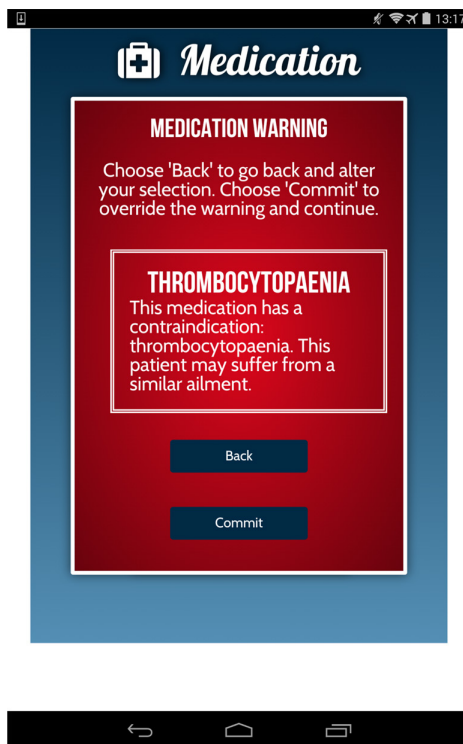 13:17
Medication
MEDICATION WARNING
Choose 'Back' to go back and alter
your selection. Choose 'Commit' to
override the warning and continue.
THROMBOCYTOPAENIA
This medication has a
contraindication:
thrombocytopaenia. This
patient may suffer from a
similar ailment.
Back
Commit